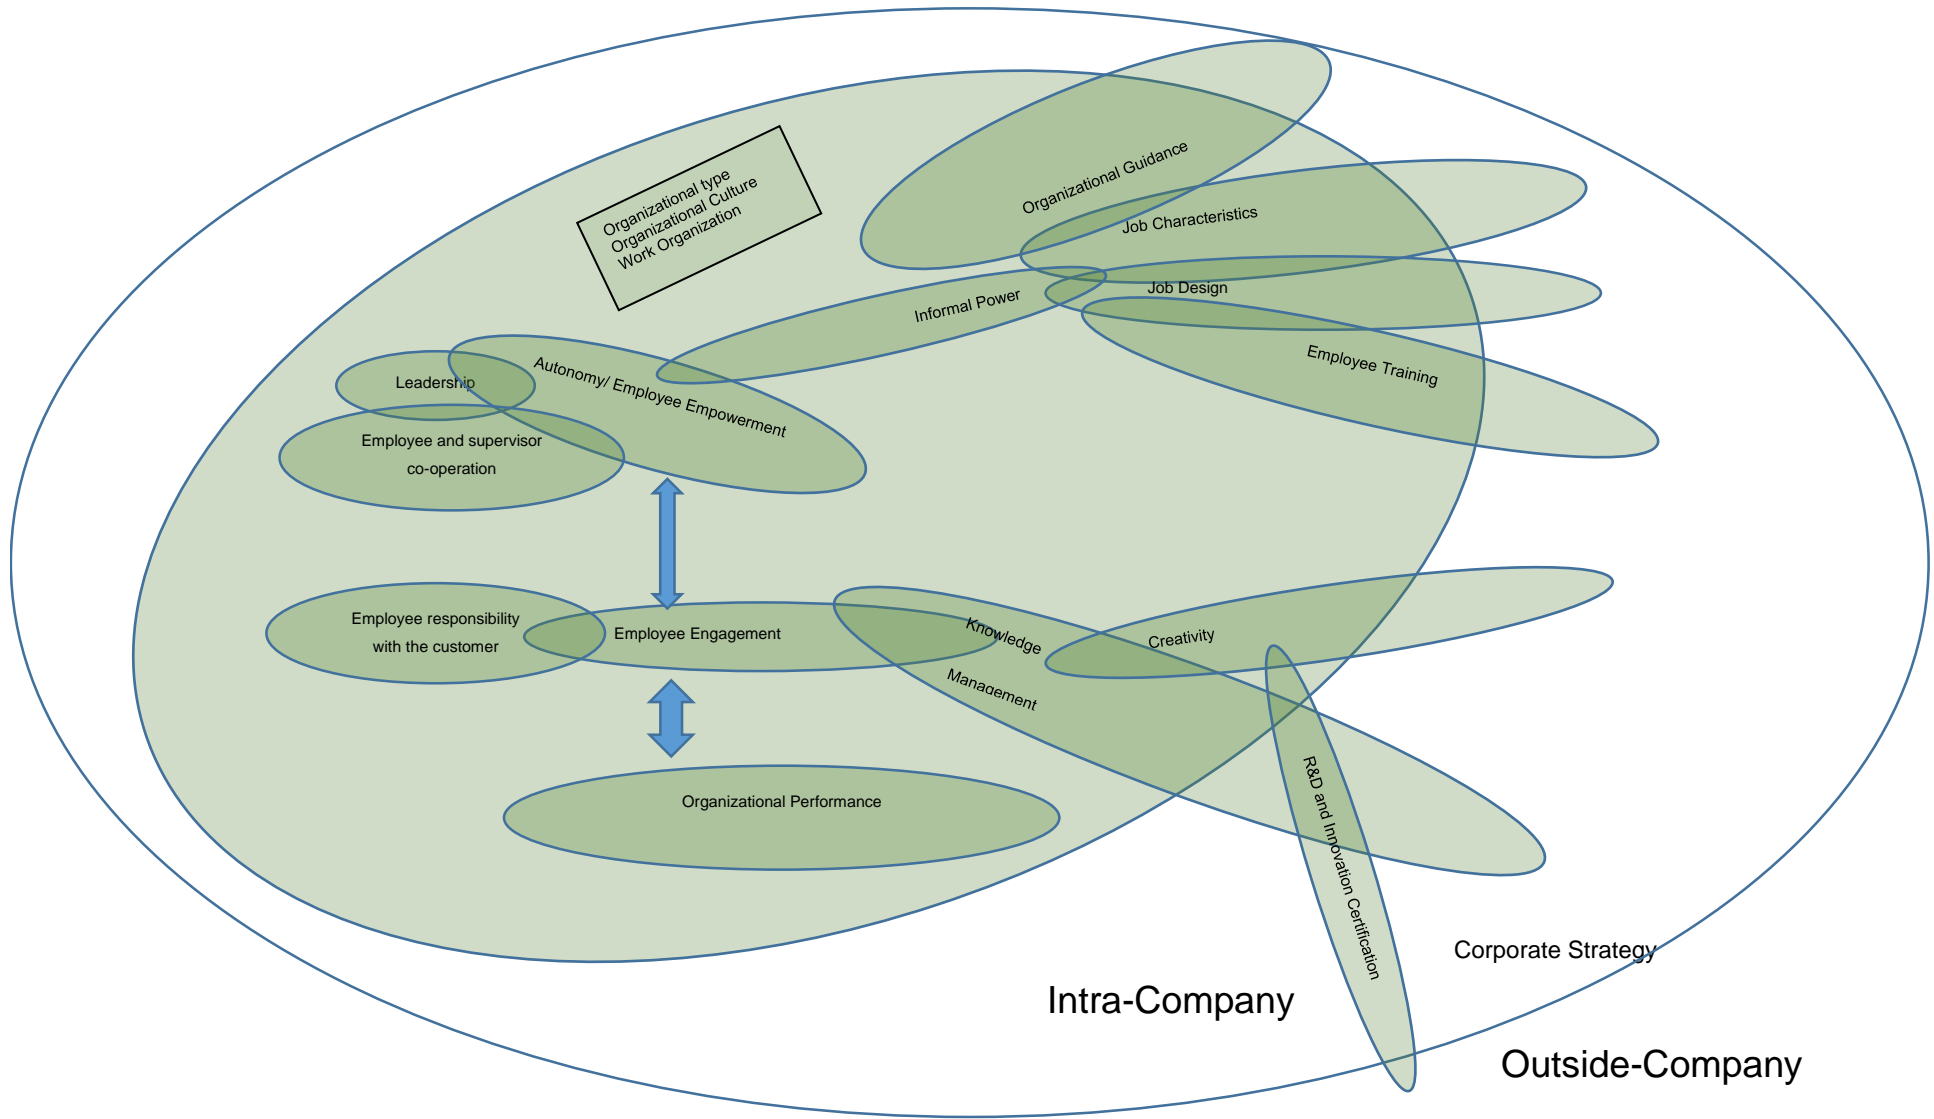 Organizational type
Organizational Culture
Work Organization
Organizational Guidance
Job Characteristics
Job Design
Informal Power
Employee Training
Leadership
Autonomy/ Employee Empowerment
Employee and supervisor
co-operation
Employee responsibility
with the customer
Employee Engagement
Knowledge
Management
Creativity
Organizational Performance
R&D and Innovation Certification
Corporate Strategy
Intra-Company
Outside-Company